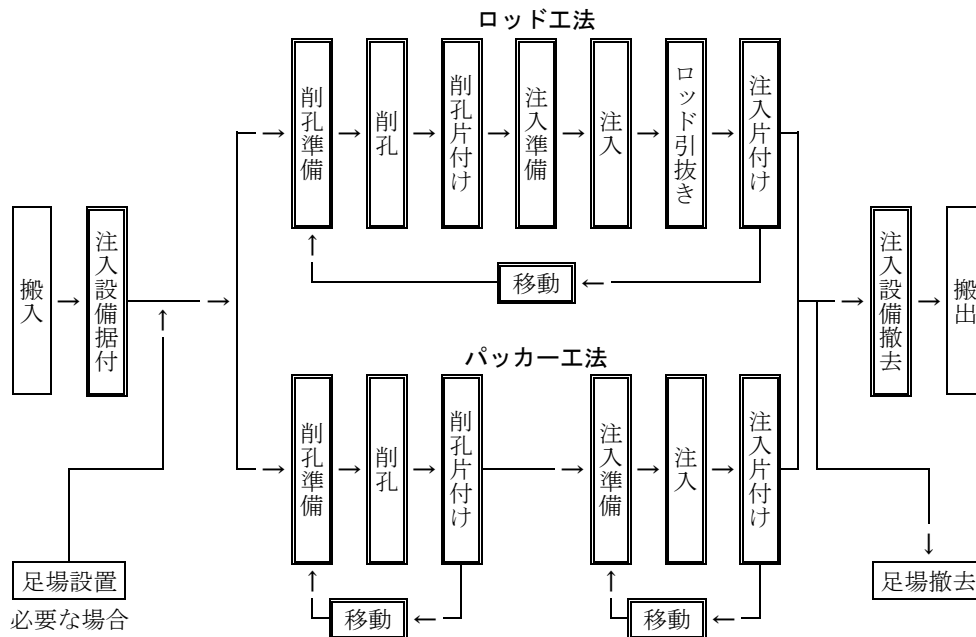 ロッド工法
削孔準備
削孔
削孔片付け
注入準備
注入
ロッド引抜き
注入片付け
移動
搬入
注入設備据付
注入設備撤去
搬出
パッカー工法
削孔準備
削孔
削孔片付け
注入準備
注入
注入片付け
移動
移動
足場設置
必要な場合
足場撤去